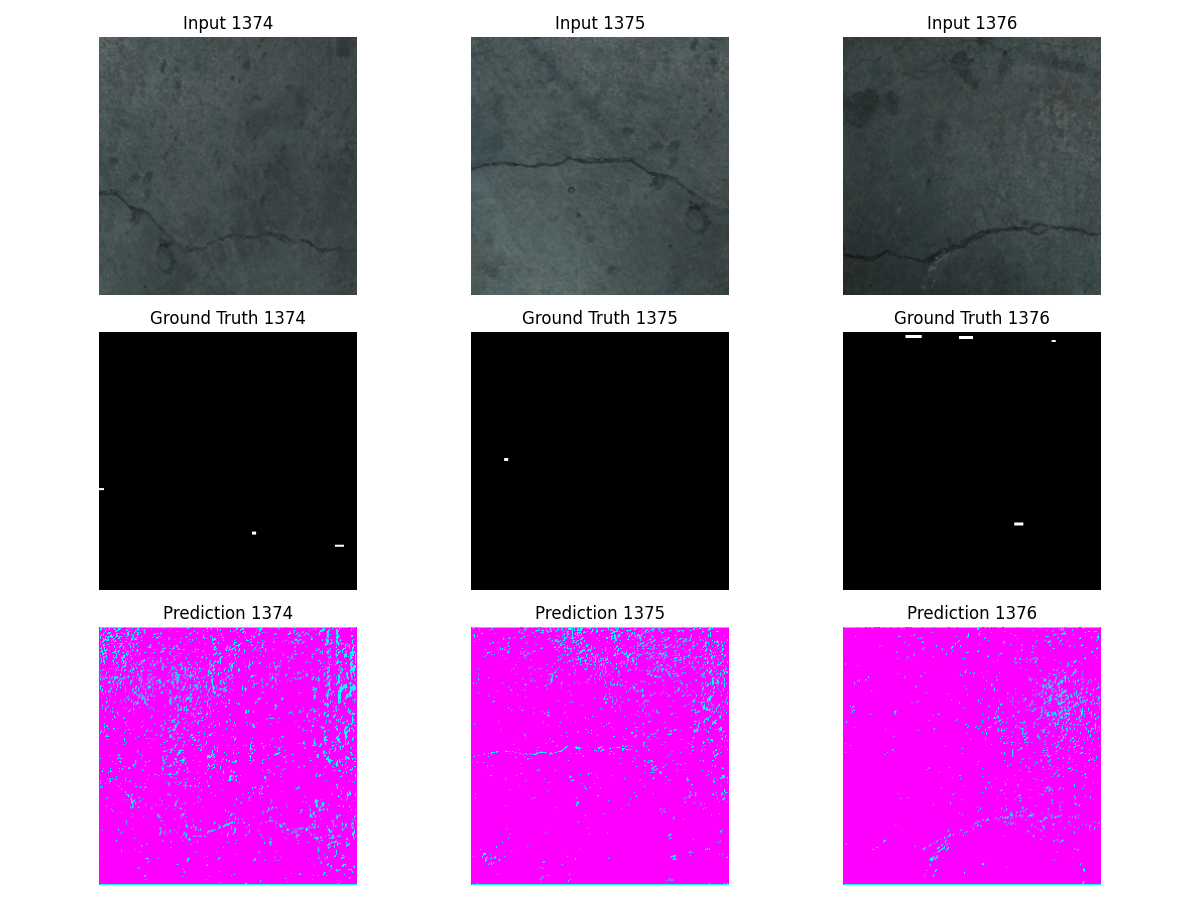 Input 1374
Input 1375
Input 1376
Ground Truth 1374
Ground Truth 1375
Ground Truth 1376
Prediction 1374
Prediction 1375
Prediction 1376